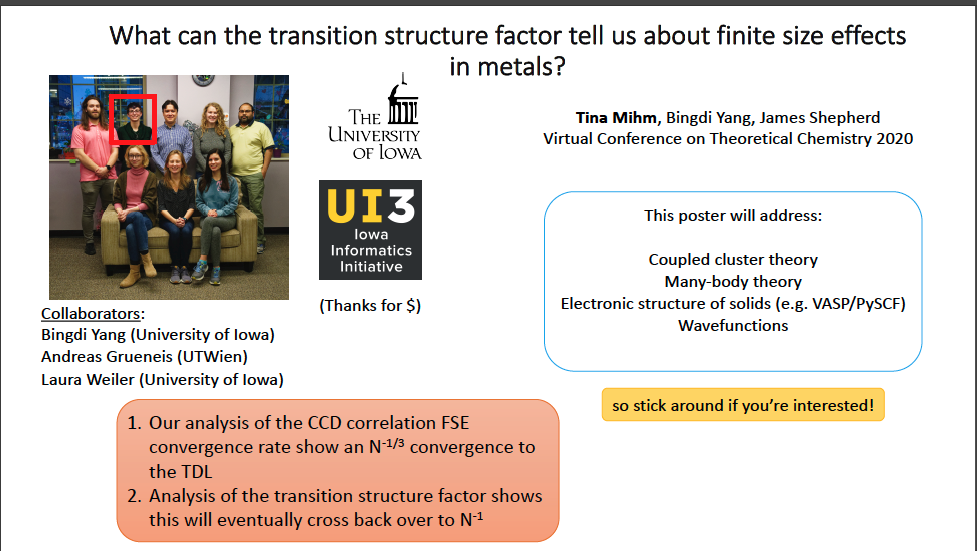 What can the transition structure factor tell us about finite size effects
in metals?
THE
UNIVERSITY
OF IOWA
Tina Mihm, Bingdi Yang, James Shepherd
Virtual Conference on Theoretical Chemistry 2020
UI3
Iowa
Informatics
Initiative
(Thanks for $)
This poster will address:
Coupled cluster theory
Many-body theory
Electronic structure of solids (e.g. VASP/PySCF)
Wavefunctions
Collaborators:
Bingdi Yang (University of Iowa)
Andreas Grueneis (UTWien)
Laura Weiler (University of Iowa)
so stick around if you’re interested!
1. Our analysis of the CCD correlation FSE
convergence rate show an N⁻¹ᐟ³ convergence to
the TDL
2. Analysis of the transition structure factor shows
this will eventually cross back over to N⁻¹